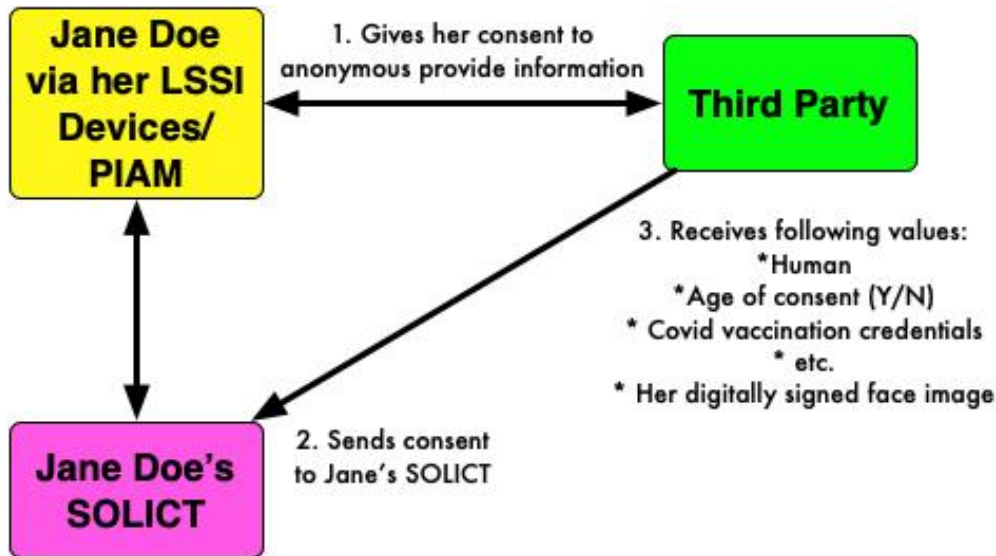 Jane Doe
via her LSSI
Devices/
PIAM
1. Gives her consent to
anonymous provide information
Third Party
3. Receives following values:
*Human
*Age of consent (Y/N)
* Covid vaccination credentials
* etc.
* Her digitally signed face image
2. Sends consent
to Jane's SOLICT
Jane Doe's
SOLICT